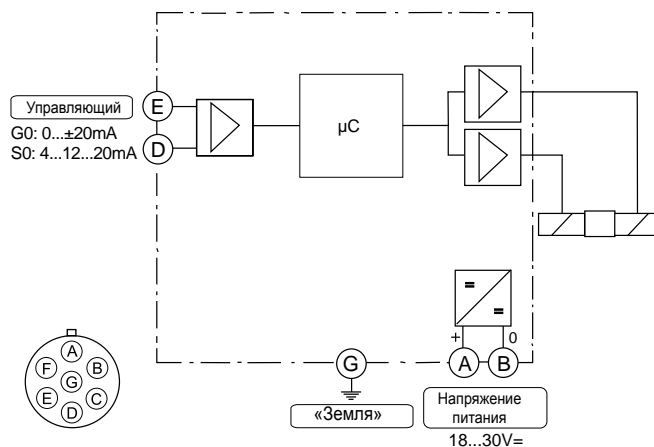 Управляющий
G0: 0...±20mA
S0: 4...12...20mA
E
D
µC
+
0
A
B
G
«Земля»
Напряжение
питания
18...30V=
A
F
B
G
E
C
D